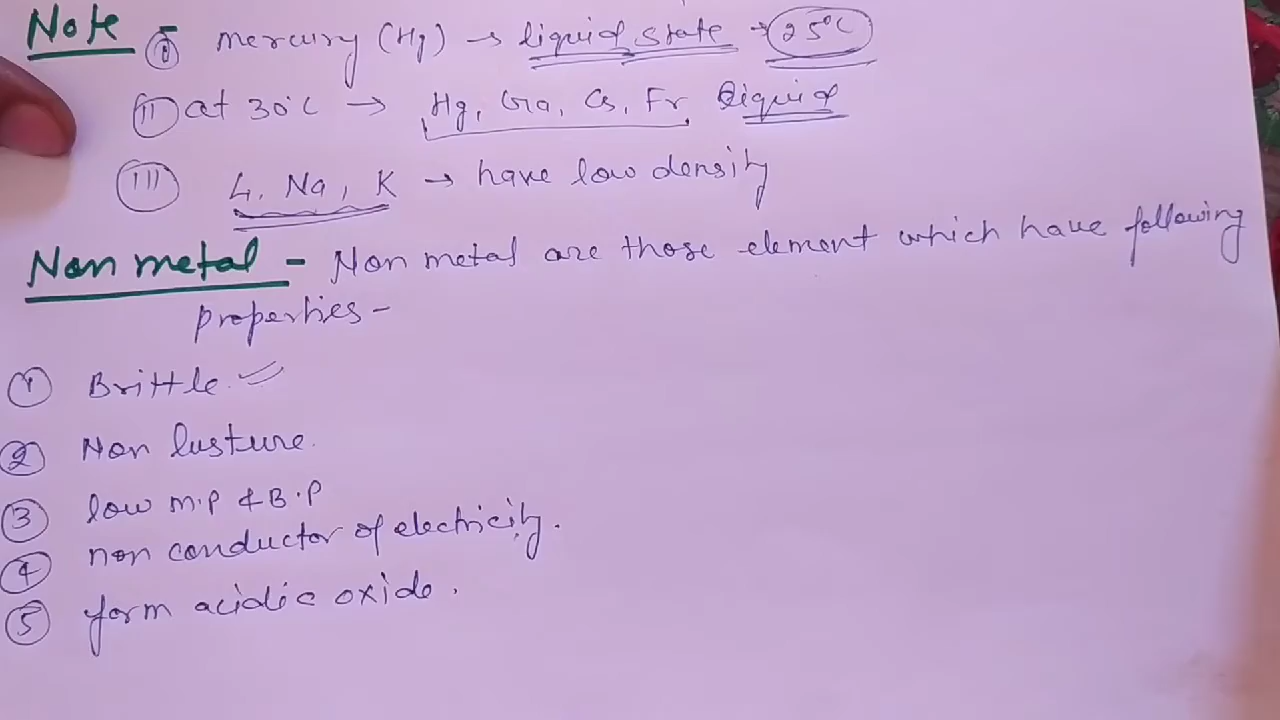 Note - (i) mercury (Hg) → liquid state → 25°C
(ii) at 30°C → Hg, Ga, Cs, Fr liquid
(iii) Li, Na, K → have low density
Non metal - Non metal are those element which have following
properties -
(1) Brittle.
(2) Non lusture.
(3) low m.p & B.P
(4) non conductor of electricity.
(5) form acidic oxide.